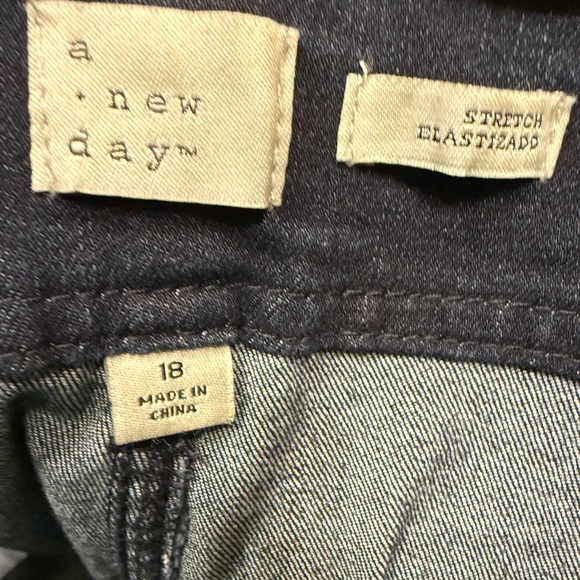 a
· new
day™
STRETCH
ELASTIZADO
18
MADE IN
CHINA